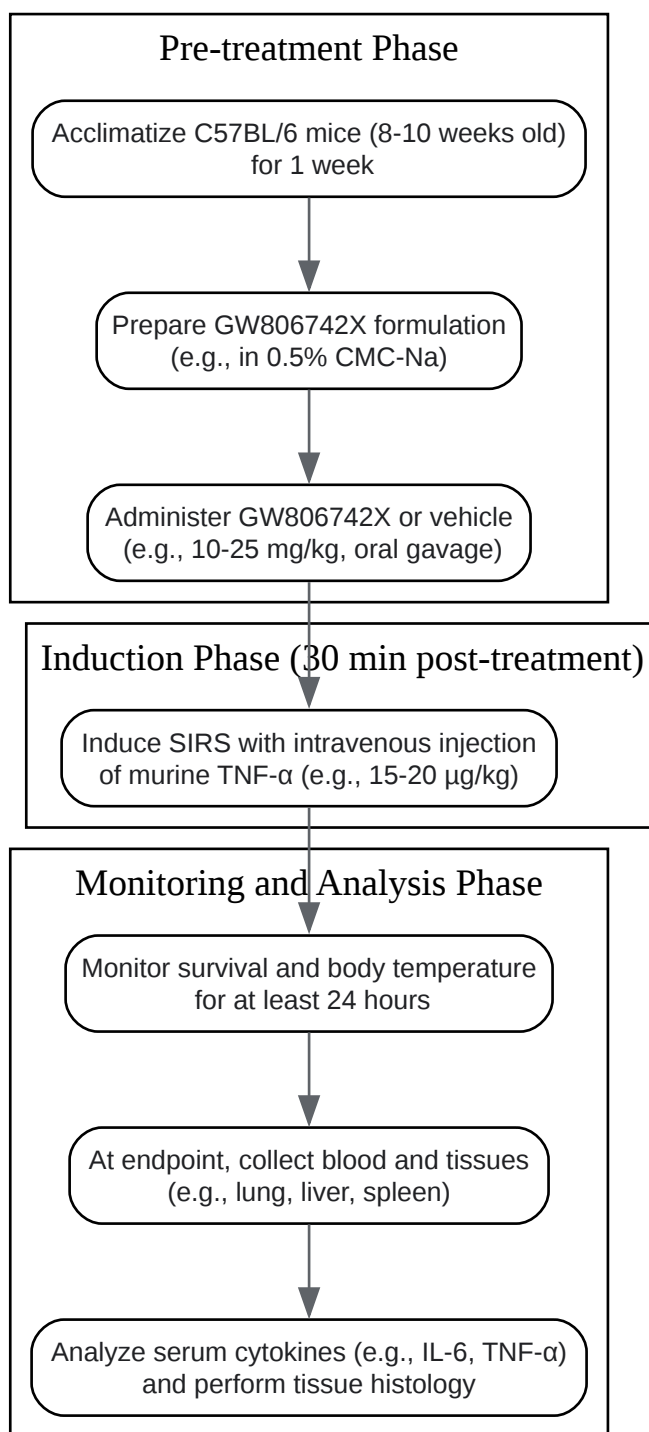 Pre-treatment Phase
Acclimatize C57BL/6 mice (8-10 weeks old)
for 1 week
Prepare GW806742X formulation
(e.g., in 0.5% CMC-Na)
Administer GW806742X or vehicle
(e.g., 10-25 mg/kg, oral gavage)
Induction Phase (30 min post-treatment)
Induce SIRS with intravenous injection
of murine TNF-α (e.g., 15-20 µg/kg)
Monitoring and Analysis Phase
Monitor survival and body temperature
for at least 24 hours
At endpoint, collect blood and tissues
(e.g., lung, liver, spleen)
Analyze serum cytokines (e.g., IL-6, TNF-α)
and perform tissue histology